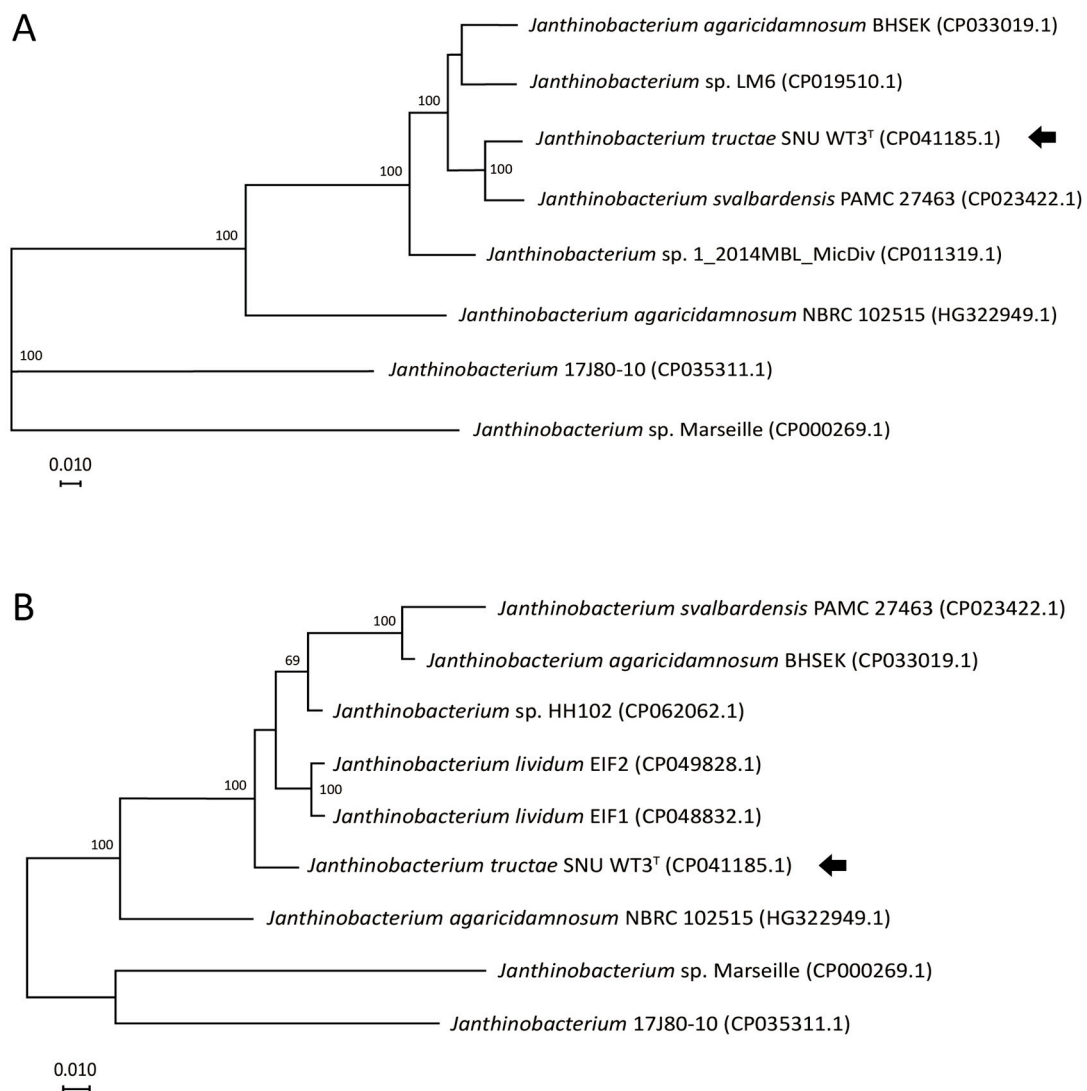 A
Janthinobacterium agaricidamnosum BHSEK (CP033019.1)
Janthinobacterium sp. LM6 (CP019510.1)
100
Janthinobacterium tructae SNU WT3ᵀ (CP041185.1)
100
100
Janthinobacterium svalbardensis PAMC 27463 (CP023422.1)
100
Janthinobacterium sp. 1_2014MBL_MicDiv (CP011319.1)
Janthinobacterium agaricidamnosum NBRC 102515 (HG322949.1)
100
Janthinobacterium 17J80-10 (CP035311.1)
Janthinobacterium sp. Marseille (CP000269.1)
0.010
B
Janthinobacterium svalbardensis PAMC 27463 (CP023422.1)
100
Janthinobacterium agaricidamnosum BHSEK (CP033019.1)
69
Janthinobacterium sp. HH102 (CP062062.1)
Janthinobacterium lividum EIF2 (CP049828.1)
100
100
Janthinobacterium lividum EIF1 (CP048832.1)
100
Janthinobacterium tructae SNU WT3ᵀ (CP041185.1)
Janthinobacterium agaricidamnosum NBRC 102515 (HG322949.1)
Janthinobacterium sp. Marseille (CP000269.1)
Janthinobacterium 17J80-10 (CP035311.1)
0.010